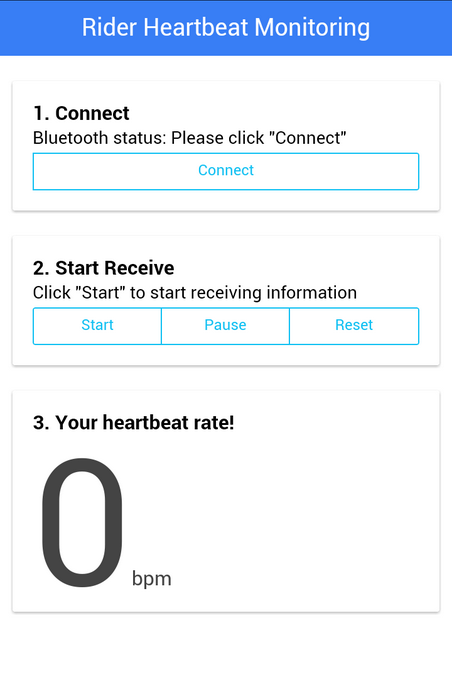 Rider Heartbeat Monitoring
1. Connect
Bluetooth status: Please click "Connect"
Connect
2. Start Receive
Click "Start" to start receiving information
Start Pause Reset
3. Your heartbeat rate!
0 bpm